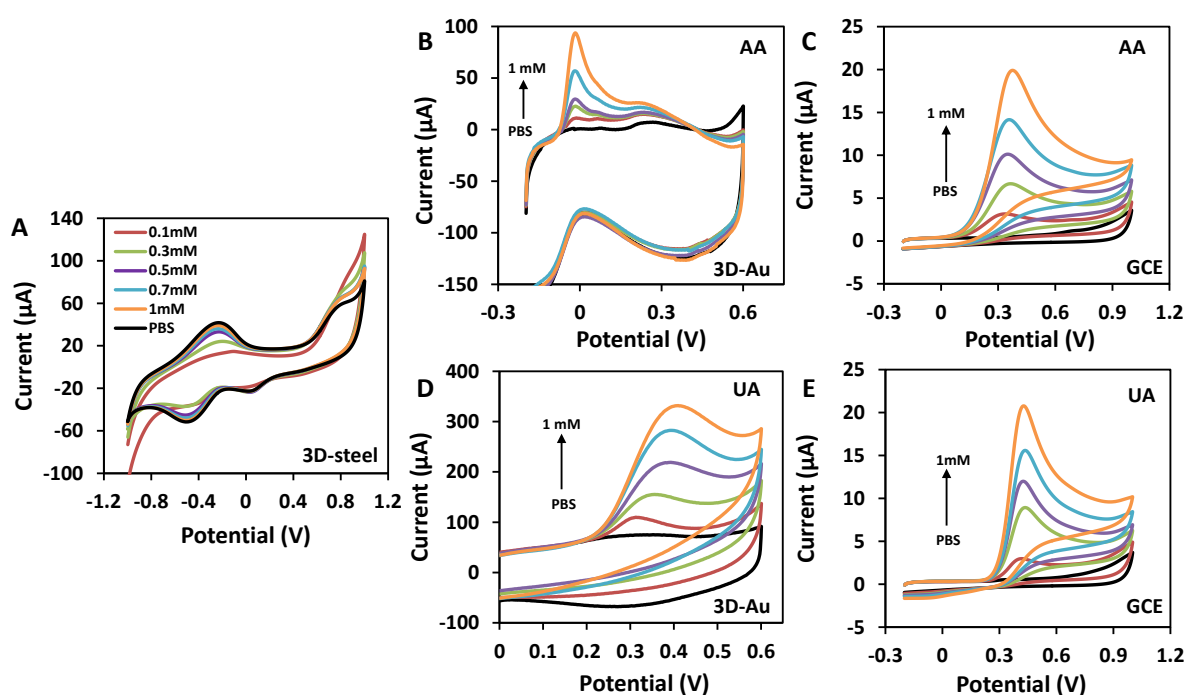 A
140
100
60
20
-20
-60
-100
Current (µA)
0.1mM
0.3mM
0.5mM
0.7mM
1mM
PBS
3D-steel
-1.2 -0.8 -0.4 0 0.4 0.8 1.2
Potential (V)
B
100
50
0
-50
-100
-150
Current (µA)
AA
1 mM
PBS
3D-Au
-0.3 0 0.3 0.6
Potential (V)
C
25
20
15
10
5
0
-5
Current (µA)
AA
1 mM
PBS
GCE
-0.3 0 0.3 0.6 0.9 1.2
Potential (V)
D
400
300
200
100
0
-100
Current (µA)
UA
1 mM
PBS
3D-Au
0 0.1 0.2 0.3 0.4 0.5 0.6
Potential (V)
E
25
20
15
10
5
0
-5
Current (µA)
UA
1mM
PBS
GCE
-0.3 0 0.3 0.6 0.9 1.2
Potential (V)